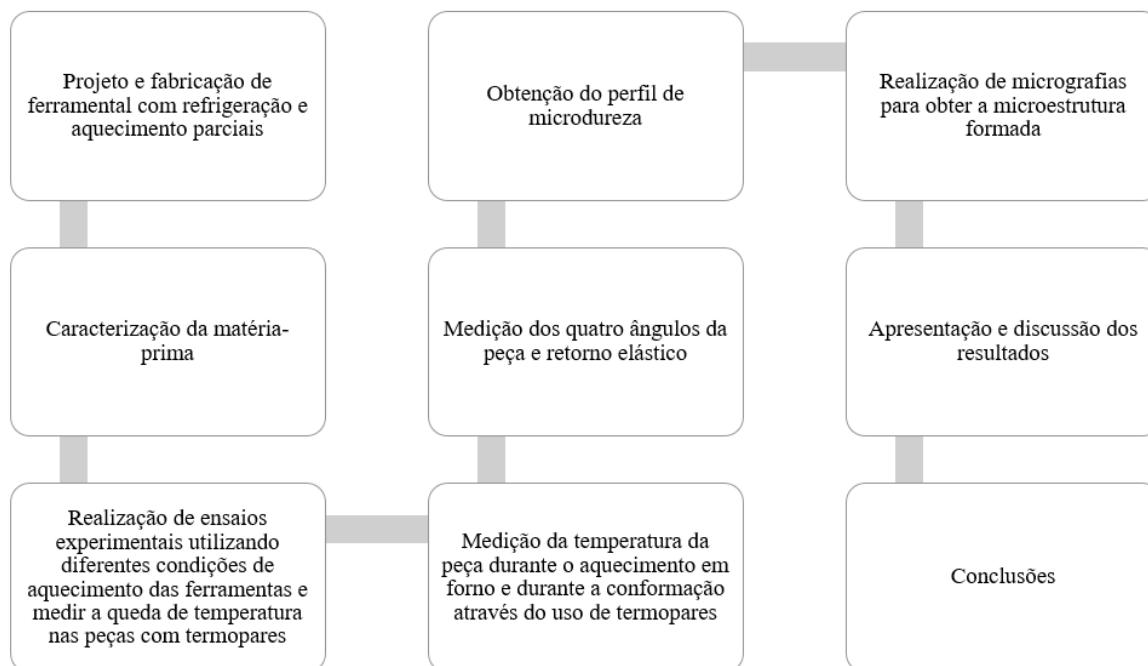 Projeto e fabricação de
ferramental com refrigeração e
aquecimento parciais
Caracterização da matéria-
prima
Realização de ensaios
experimentais utilizando
diferentes condições de
aquecimento das ferramentas e
medir a queda de temperatura
nas peças com termopares
Medição da temperatura da
peça durante o aquecimento em
forno e durante a conformação
através do uso de termopares
Medição dos quatro ângulos da
peça e retorno elástico
Obtenção do perfil de
microdureza
Realização de micrografias
para obter a microestrutura
formada
Apresentação e discussão dos
resultados
Conclusões